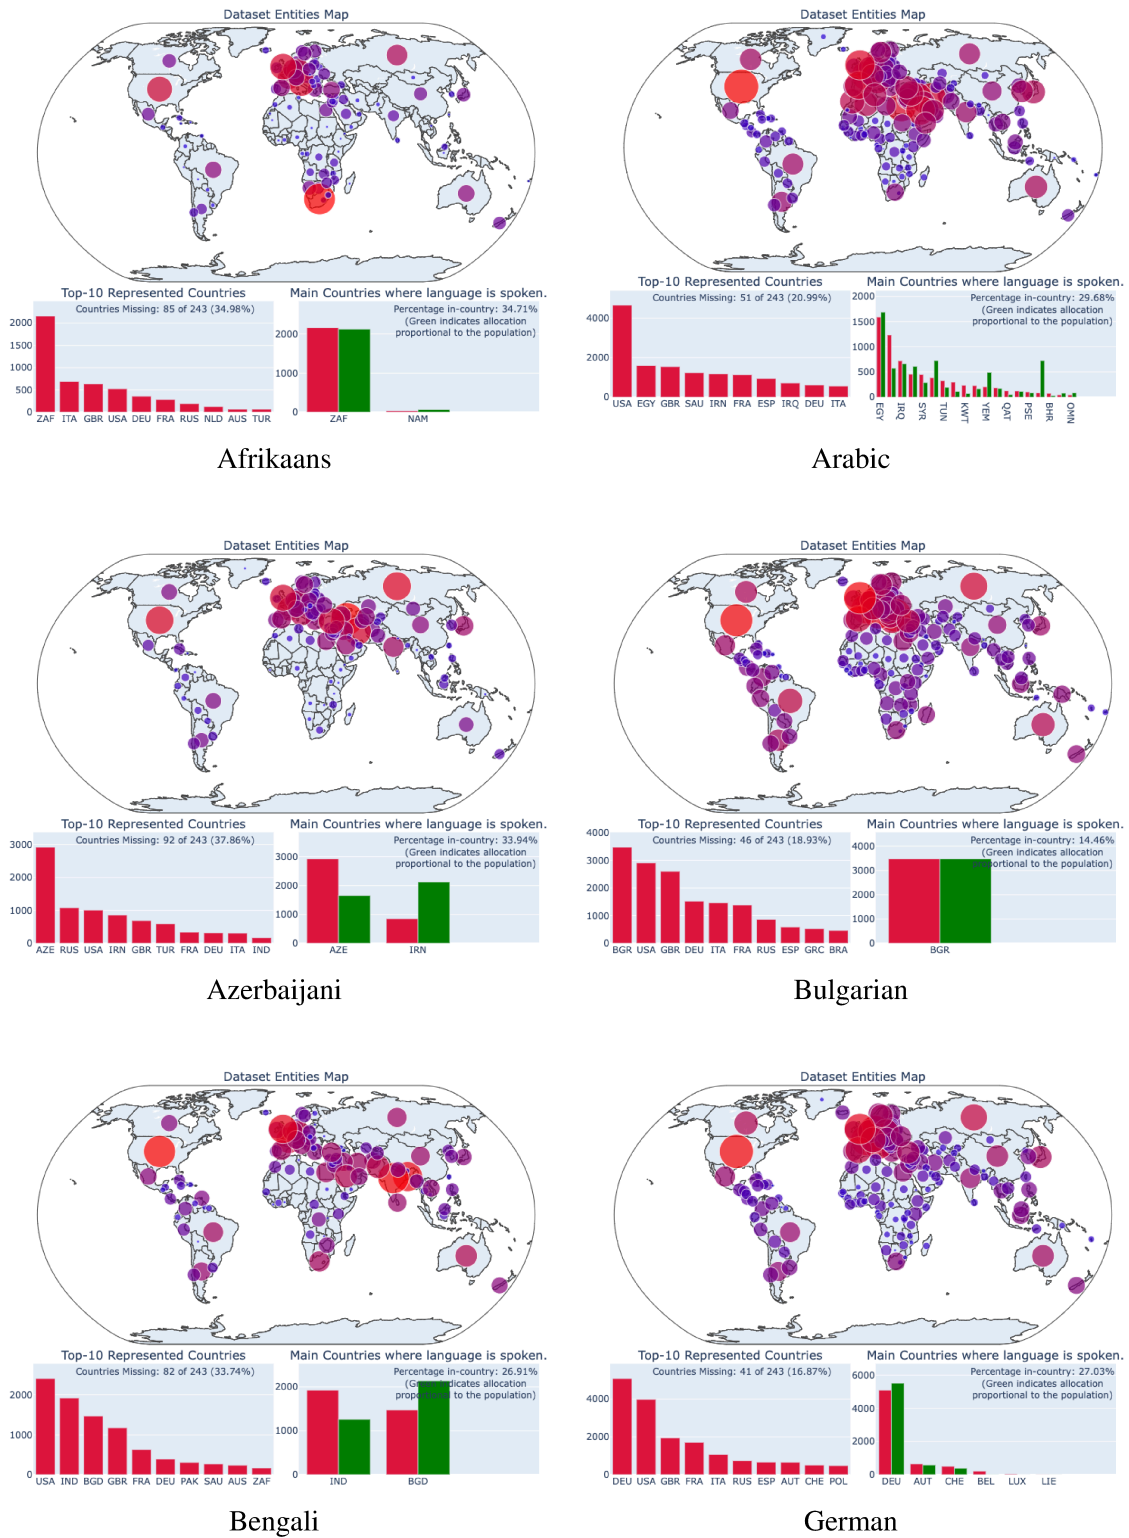 Dataset Entities Map
Top-10 Represented Countries
Countries Missing: 85 of 243 (34.98%)
2000
1500
1000
500
0
ZAF ITA GBR USA DEU FRA RUS NLD AUS TUR
Main Countries where language is spoken.
Percentage in-country: 34.71%
(Green indicates allocation
proportional to the population)
2000
1000
0
ZAF NAM
Afrikaans
Dataset Entities Map
Top-10 Represented Countries
Countries Missing: 51 of 243 (20.99%)
4000
2000
0
USA EGY GBR SAU IRN FRA ESP IRQ DEU ITA
Main Countries where language is spoken.
Percentage in-country: 29.68%
(Green indicates allocation
proportional to the population)
2000
1500
1000
500
0
EGY IRQ SYR TUN KWT YEM QAT PSE BHR OMN
Arabic
Dataset Entities Map
Top-10 Represented Countries
Countries Missing: 92 of 243 (37.86%)
3000
2000
1000
0
AZE RUS USA IRN GBR TUR FRA DEU ITA IND
Main Countries where language is spoken.
Percentage in-country: 33.94%
(Green indicates allocation
proportional to the population)
3000
2000
1000
0
AZE IRN
Azerbaijani
Dataset Entities Map
Top-10 Represented Countries
Countries Missing: 46 of 243 (18.93%)
4000
3000
2000
1000
0
BGR USA GBR DEU ITA FRA RUS ESP GRC BRA
Main Countries where language is spoken.
Percentage in-country: 14.46%
(Green indicates allocation
proportional to the population)
4000
3000
2000
1000
0
BGR
Bulgarian
Dataset Entities Map
Top-10 Represented Countries
Countries Missing: 82 of 243 (33.74%)
2000
1000
0
USA IND BGD GBR FRA DEU PAK SAU AUS ZAF
Main Countries where language is spoken.
Percentage in-country: 26.91%
(Green indicates allocation
proportional to the population)
2000
1000
0
IND BGD
Bengali
Dataset Entities Map
Top-10 Represented Countries
Countries Missing: 41 of 243 (16.87%)
4000
2000
0
DEU USA GBR FRA ITA RUS ESP AUT CHE POL
Main Countries where language is spoken.
Percentage in-country: 27.03%
(Green indicates allocation
proportional to the population)
6000
4000
2000
0
DEU AUT CHE BEL LUX LIE
German